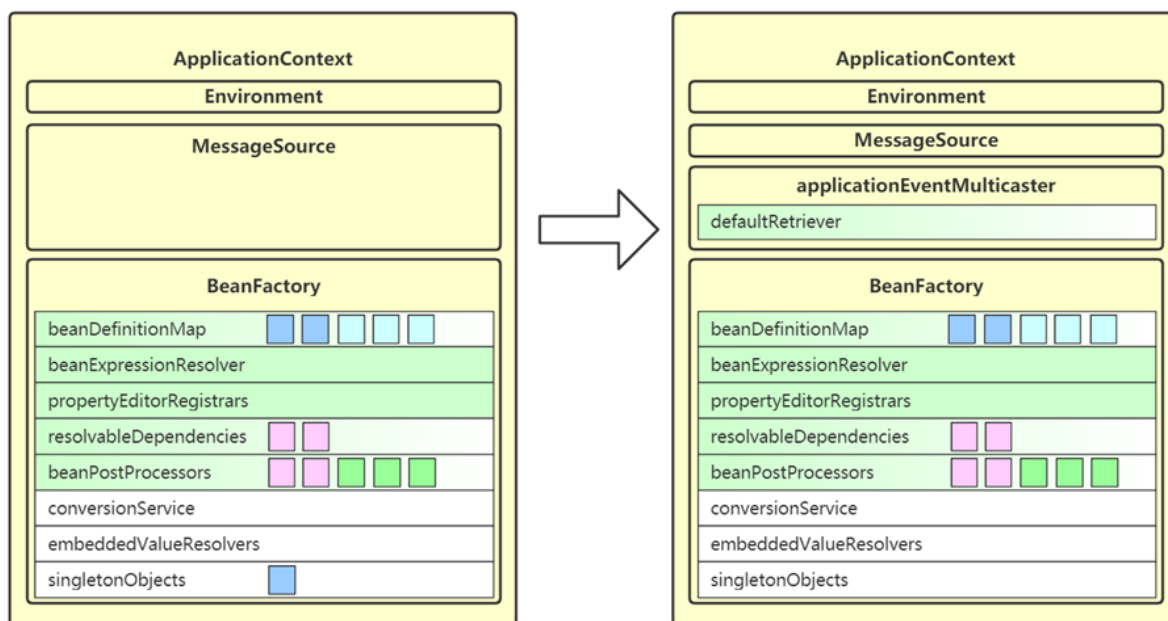 ApplicationContext
Environment
MessageSource
BeanFactory
beanDefinitionMap
beanExpressionResolver
propertyEditorRegistrars
resolvableDependencies
beanPostProcessors
conversionService
embeddedValueResolvers
singletonObjects
ApplicationContext
Environment
MessageSource
applicationEventMulticaster
defaultRetriever
BeanFactory
beanDefinitionMap
beanExpressionResolver
propertyEditorRegistrars
resolvableDependencies
beanPostProcessors
conversionService
embeddedValueResolvers
singletonObjects